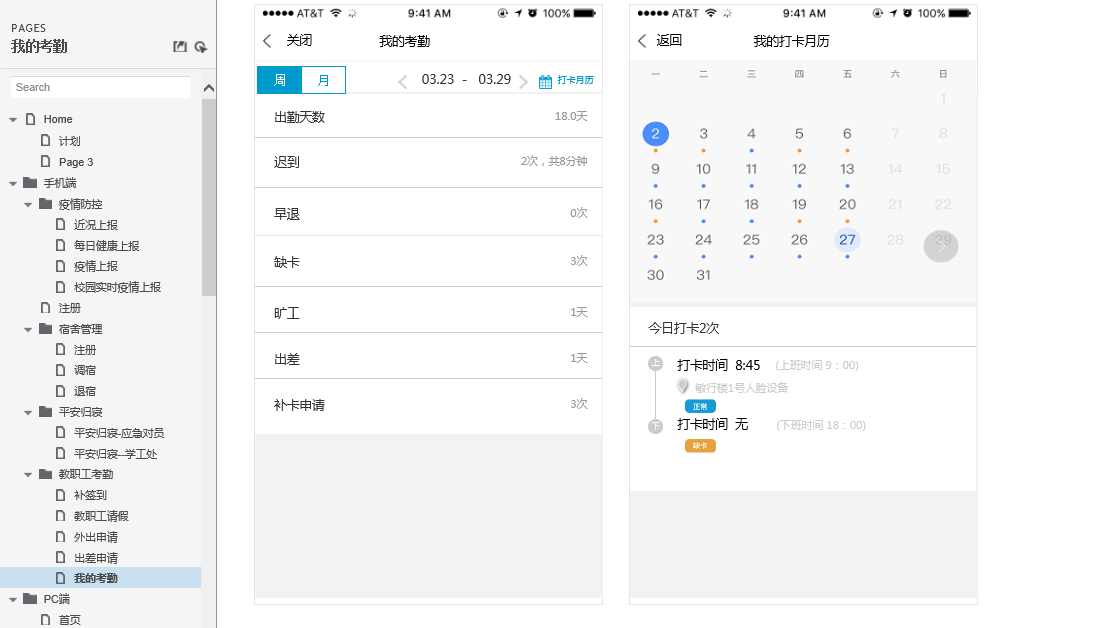 PAGES
我的考勤
Search
Home
计划
Page 3
手机端
疫情防控
近况上报
每日健康上报
疫情上报
校园实时疫情上报
注册
宿舍管理
注册
调宿
退宿
平安归寝
平安归寝-应急对员
平安归寝--学工处
教职工考勤
补签到
教职工请假
外出申请
出差申请
我的考勤
PC端
首页
AT&T 9:41 AM 100%
关闭 我的考勤
周 月 03.23 - 03.29 打卡月历
出勤天数 18.0天
迟到 2次，共8分钟
早退 0次
缺卡 3次
旷工 1天
出差 1天
补卡申请 3次
AT&T 9:41 AM 100%
返回 我的打卡月历
一 二 三 四 五 六 日
1
2 3 4 5 6 7 8
9 10 11 12 13 14 15
16 17 18 19 20 21 22
23 24 25 26 27 28 29
30 31
今日打卡2次
上 打卡时间 8:45 (上班时间 9：00)
敏行楼1号人脸设备
正常
下 打卡时间 无 (下班时间 18：00)
缺卡